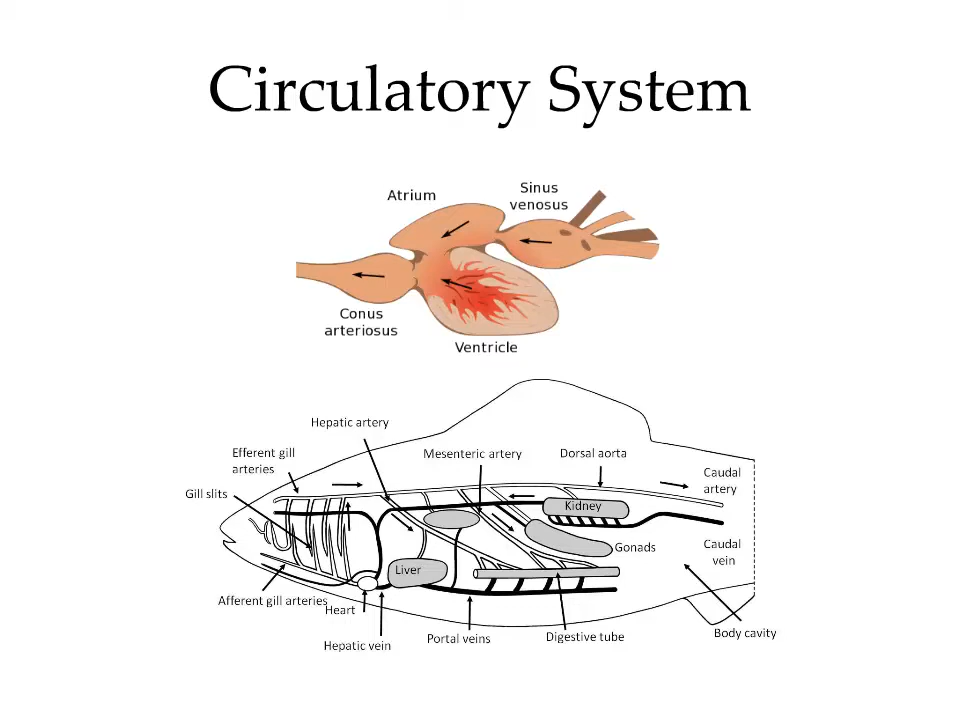 Circulatory System
Atrium
Sinus
venosus
Conus
arteriosus
Ventricle
Hepatic artery
Efferent gill
arteries
Mesenteric artery
Dorsal aorta
Caudal
artery
Gill slits
Kidney
Gonads
Caudal
vein
Liver
Afferent gill arteries
Heart
Hepatic vein
Portal veins
Digestive tube
Body cavity